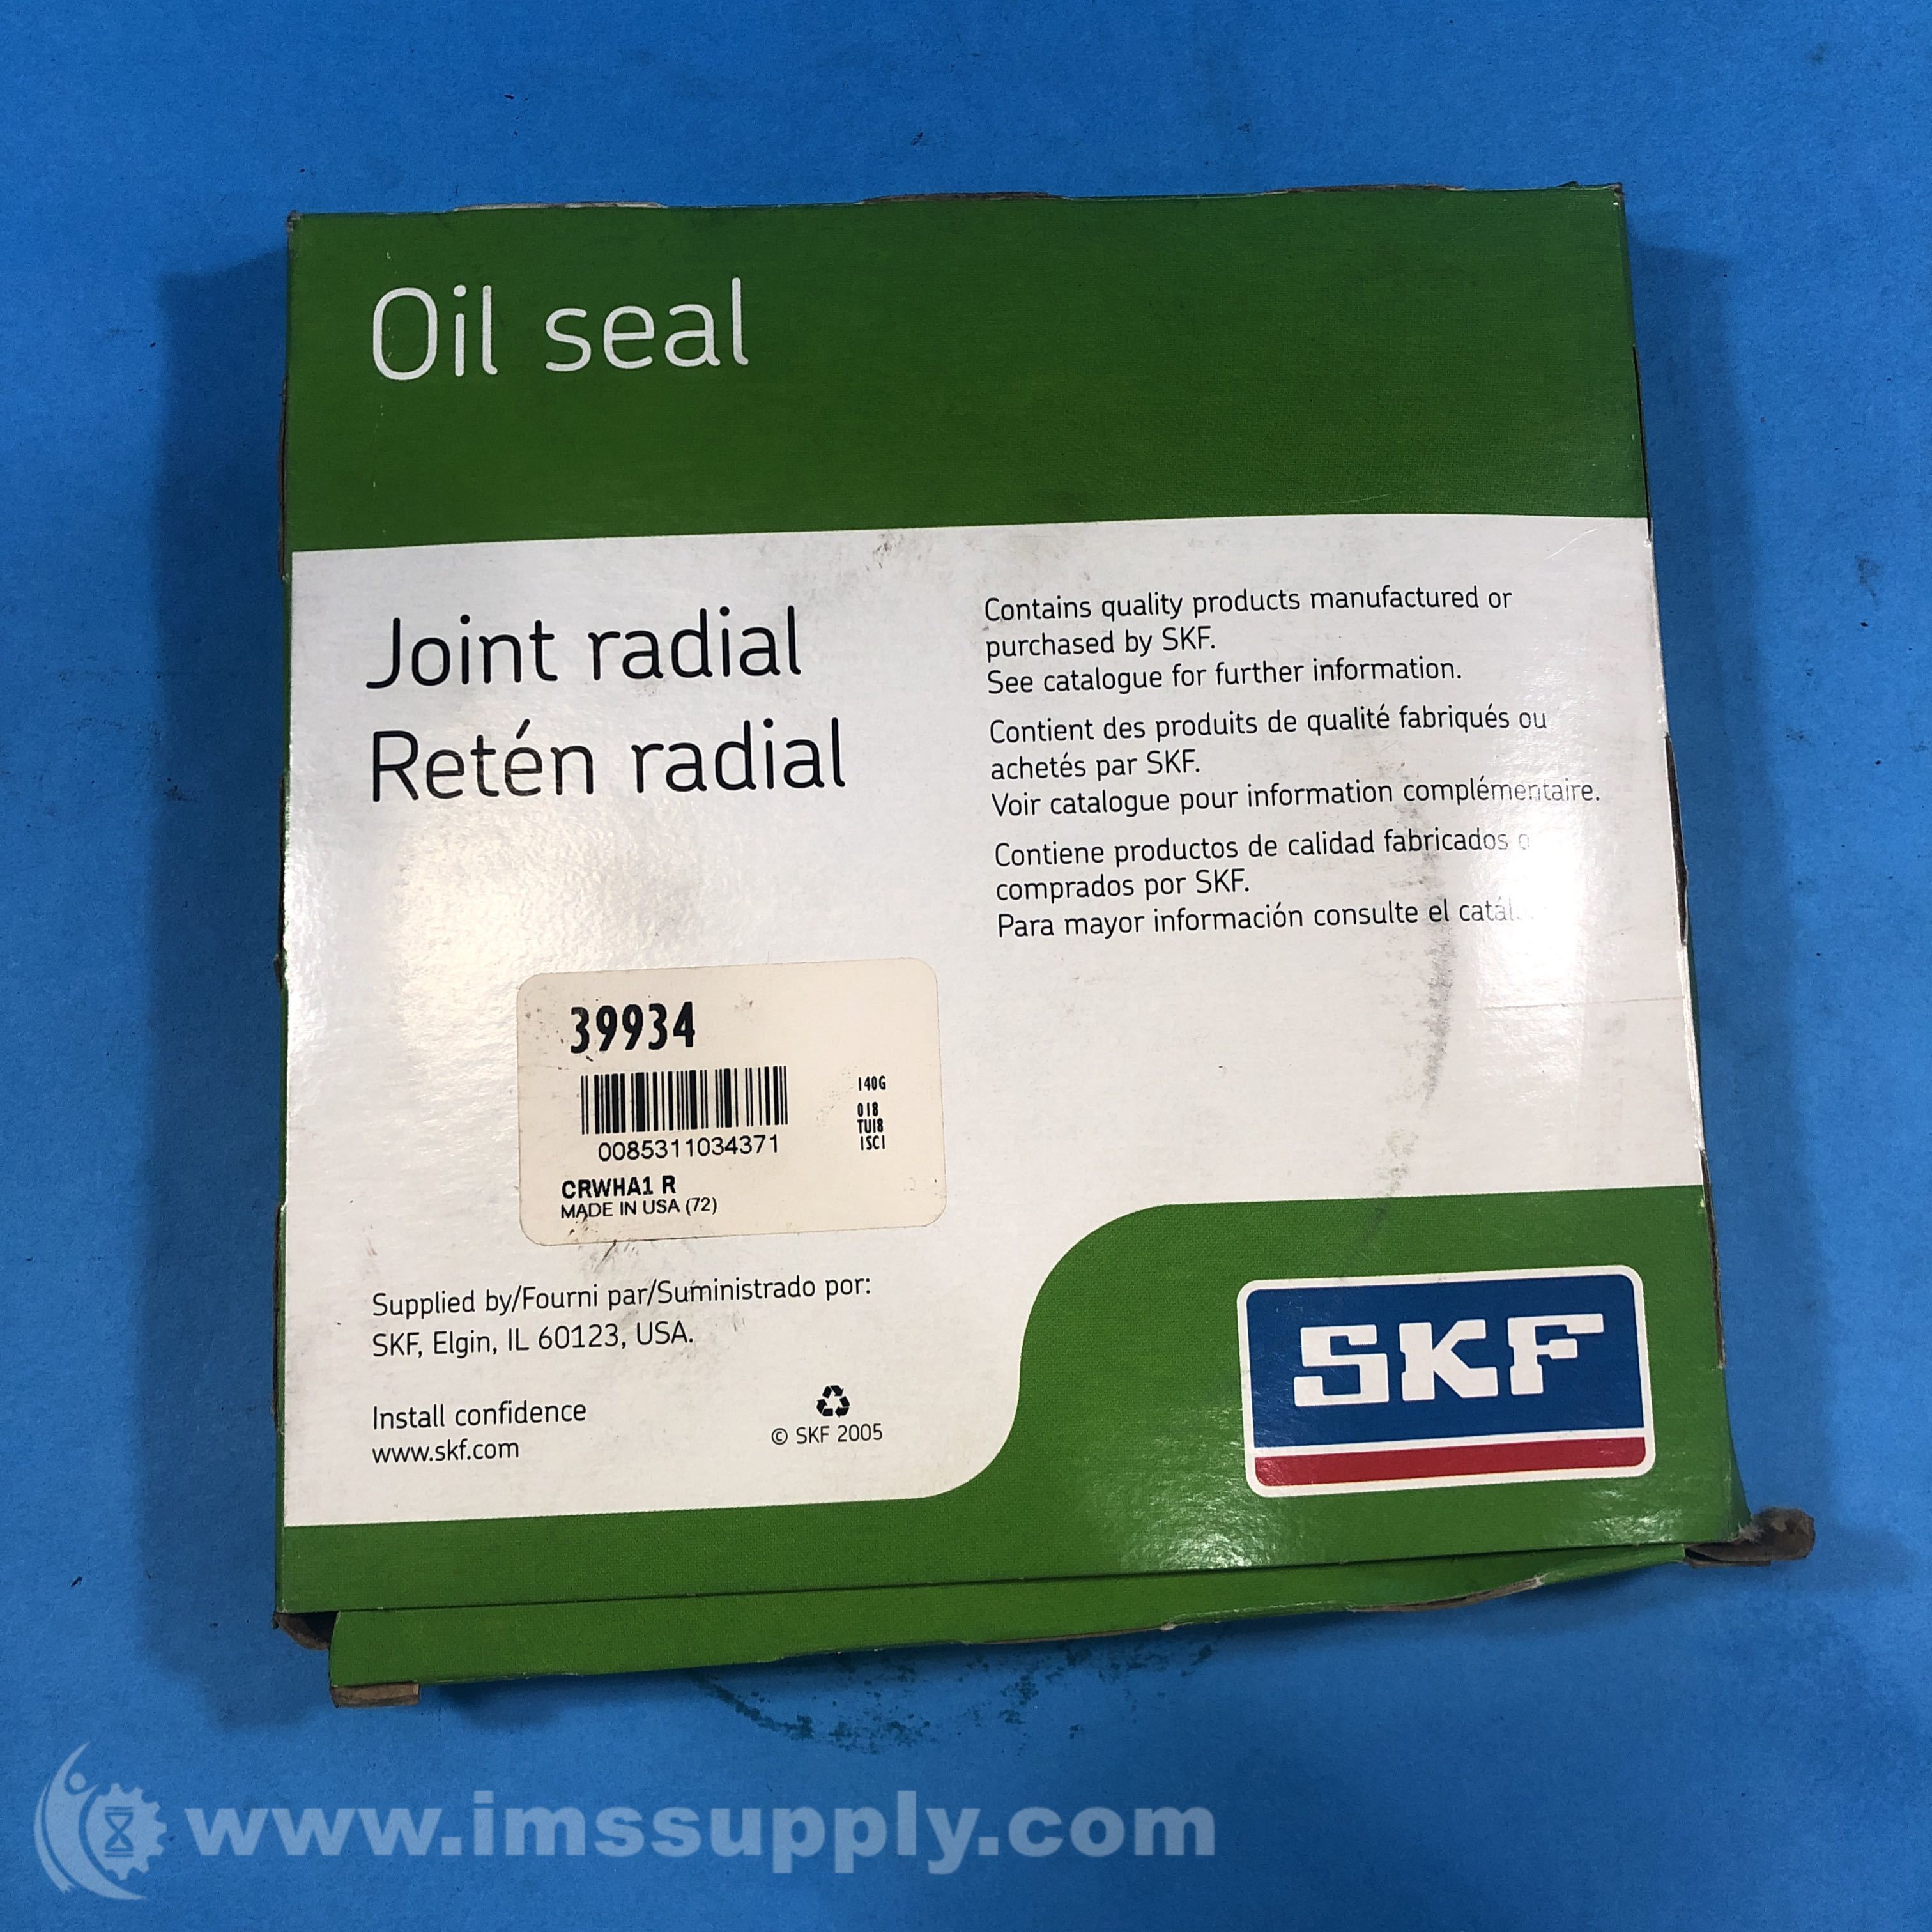 Oil seal
Joint radial
Retén radial
Contains quality products manufactured or
purchased by SKF.
See catalogue for further information.
Contient des produits de qualité fabriqués ou
achetés par SKF.
Voir catalogue pour information complémentaire.
Contiene productos de calidad fabricados o
comprados por SKF.
Para mayor información consulte el
39934
0085311034371
140G
018
TU18
1SC1
CRWHA1 R
MADE IN USA (72)
Supplied by/Fourni par/Suministrado por:
SKF, Elgin, IL 60123, USA.
Install confidence
www.skf.com
© SKF 2005
SKF
www.imssupply.com